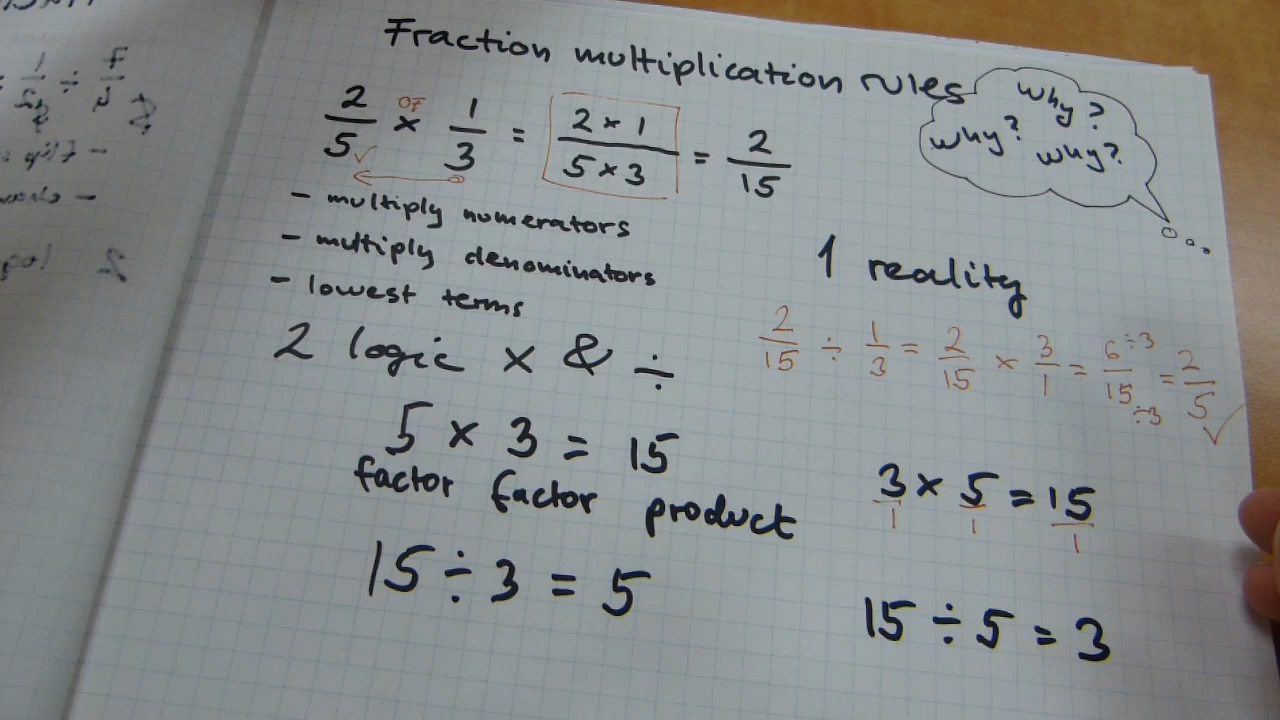 Fraction multiplication rules
why?
why? why?
2/5 OF × 1/3 = 2×1/5×3 = 2/15
- multiply numerators
- multiply denominators
- lowest terms
1 reality
2/15 ÷ 1/3 = 2/15 × 3/1 = 6÷3/15÷3 = 2/5 ✓
2 logic × & ÷
5 × 3 = 15
factor factor product
15 ÷ 3 = 5
3/1 × 5/1 = 15/1
15 ÷ 5 = 3